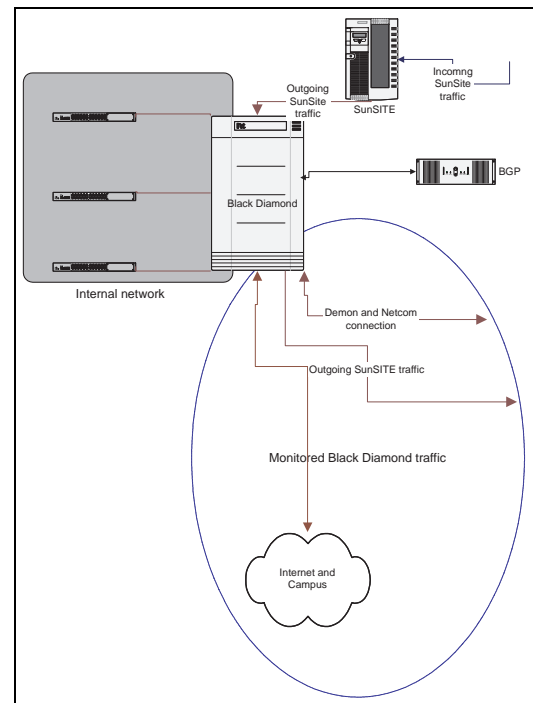 Outgoing
SunSite
traffic
SunSITE
Incomng
SunSite
traffic
BGP
Black Diamond
Internal network
Demon and Netcom
connection
Outgoing SunSITE traffic
Monitored Black Diamond traffic
Internet and
Campus